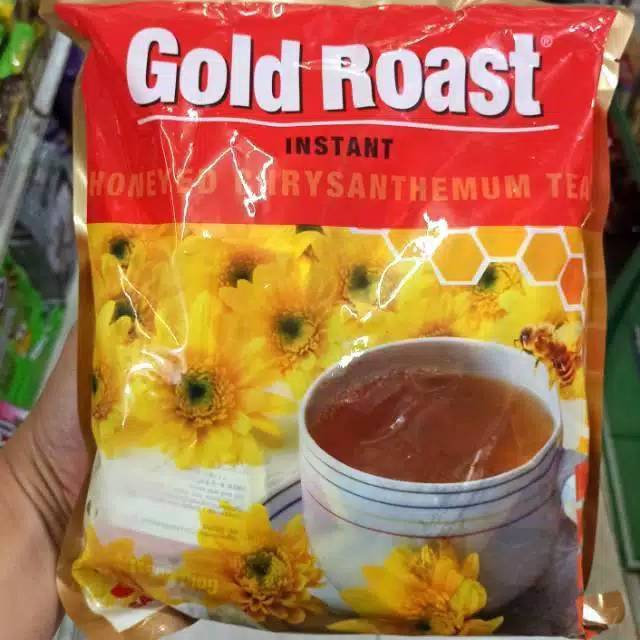 Gold Roast®
INSTANT
HONEYED CHRYSANTHEMUM TEA